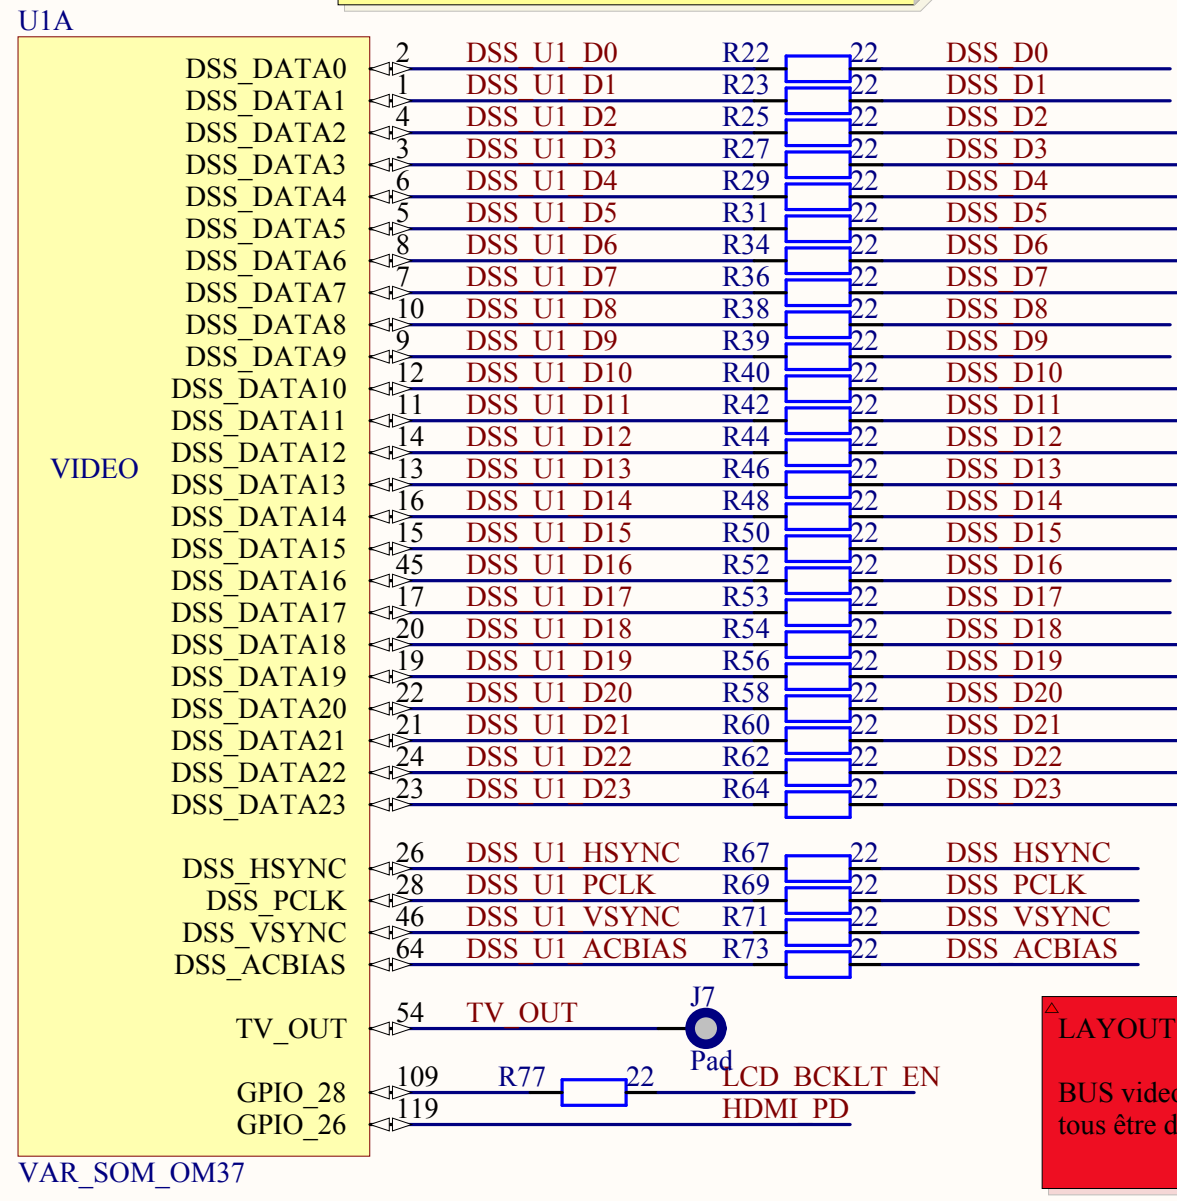 U1A
DSS_DATA0 2 DSS_U1_D0 R22 22 DSS_D0
DSS_DATA1 1 DSS_U1_D1 R23 22 DSS_D1
DSS_DATA2 4 DSS_U1_D2 R25 22 DSS_D2
DSS_DATA3 3 DSS_U1_D3 R27 22 DSS_D3
DSS_DATA4 6 DSS_U1_D4 R29 22 DSS_D4
DSS_DATA5 5 DSS_U1_D5 R31 22 DSS_D5
DSS_DATA6 8 DSS_U1_D6 R34 22 DSS_D6
DSS_DATA7 7 DSS_U1_D7 R36 22 DSS_D7
DSS_DATA8 10 DSS_U1_D8 R38 22 DSS_D8
DSS_DATA9 9 DSS_U1_D9 R39 22 DSS_D9
DSS_DATA10 12 DSS_U1_D10 R40 22 DSS_D10
DSS_DATA11 11 DSS_U1_D11 R42 22 DSS_D11
DSS_DATA12 14 DSS_U1_D12 R44 22 DSS_D12
VIDEO
DSS_DATA13 13 DSS_U1_D13 R46 22 DSS_D13
DSS_DATA14 16 DSS_U1_D14 R48 22 DSS_D14
DSS_DATA15 15 DSS_U1_D15 R50 22 DSS_D15
DSS_DATA16 45 DSS_U1_D16 R52 22 DSS_D16
DSS_DATA17 17 DSS_U1_D17 R53 22 DSS_D17
DSS_DATA18 20 DSS_U1_D18 R54 22 DSS_D18
DSS_DATA19 19 DSS_U1_D19 R56 22 DSS_D19
DSS_DATA20 22 DSS_U1_D20 R58 22 DSS_D20
DSS_DATA21 21 DSS_U1_D21 R60 22 DSS_D21
DSS_DATA22 24 DSS_U1_D22 R62 22 DSS_D22
DSS_DATA23 23 DSS_U1_D23 R64 22 DSS_D23
DSS_HSYNC 26 DSS_U1_HSYNC R67 22 DSS_HSYNC
DSS_PCLK 28 DSS_U1_PCLK R69 22 DSS_PCLK
DSS_VSYNC 46 DSS_U1_VSYNC R71 22 DSS_VSYNC
DSS_ACBIAS 64 DSS_U1_ACBIAS R73 22 DSS_ACBIAS
TV_OUT 54 TV_OUT J7
Pad
GPIO_28 109 R77 22 LCD_BCKLT_EN
GPIO_26 119 HDMI_PD
VAR_SOM_OM37
LAYOUT
BUS video
tous être d